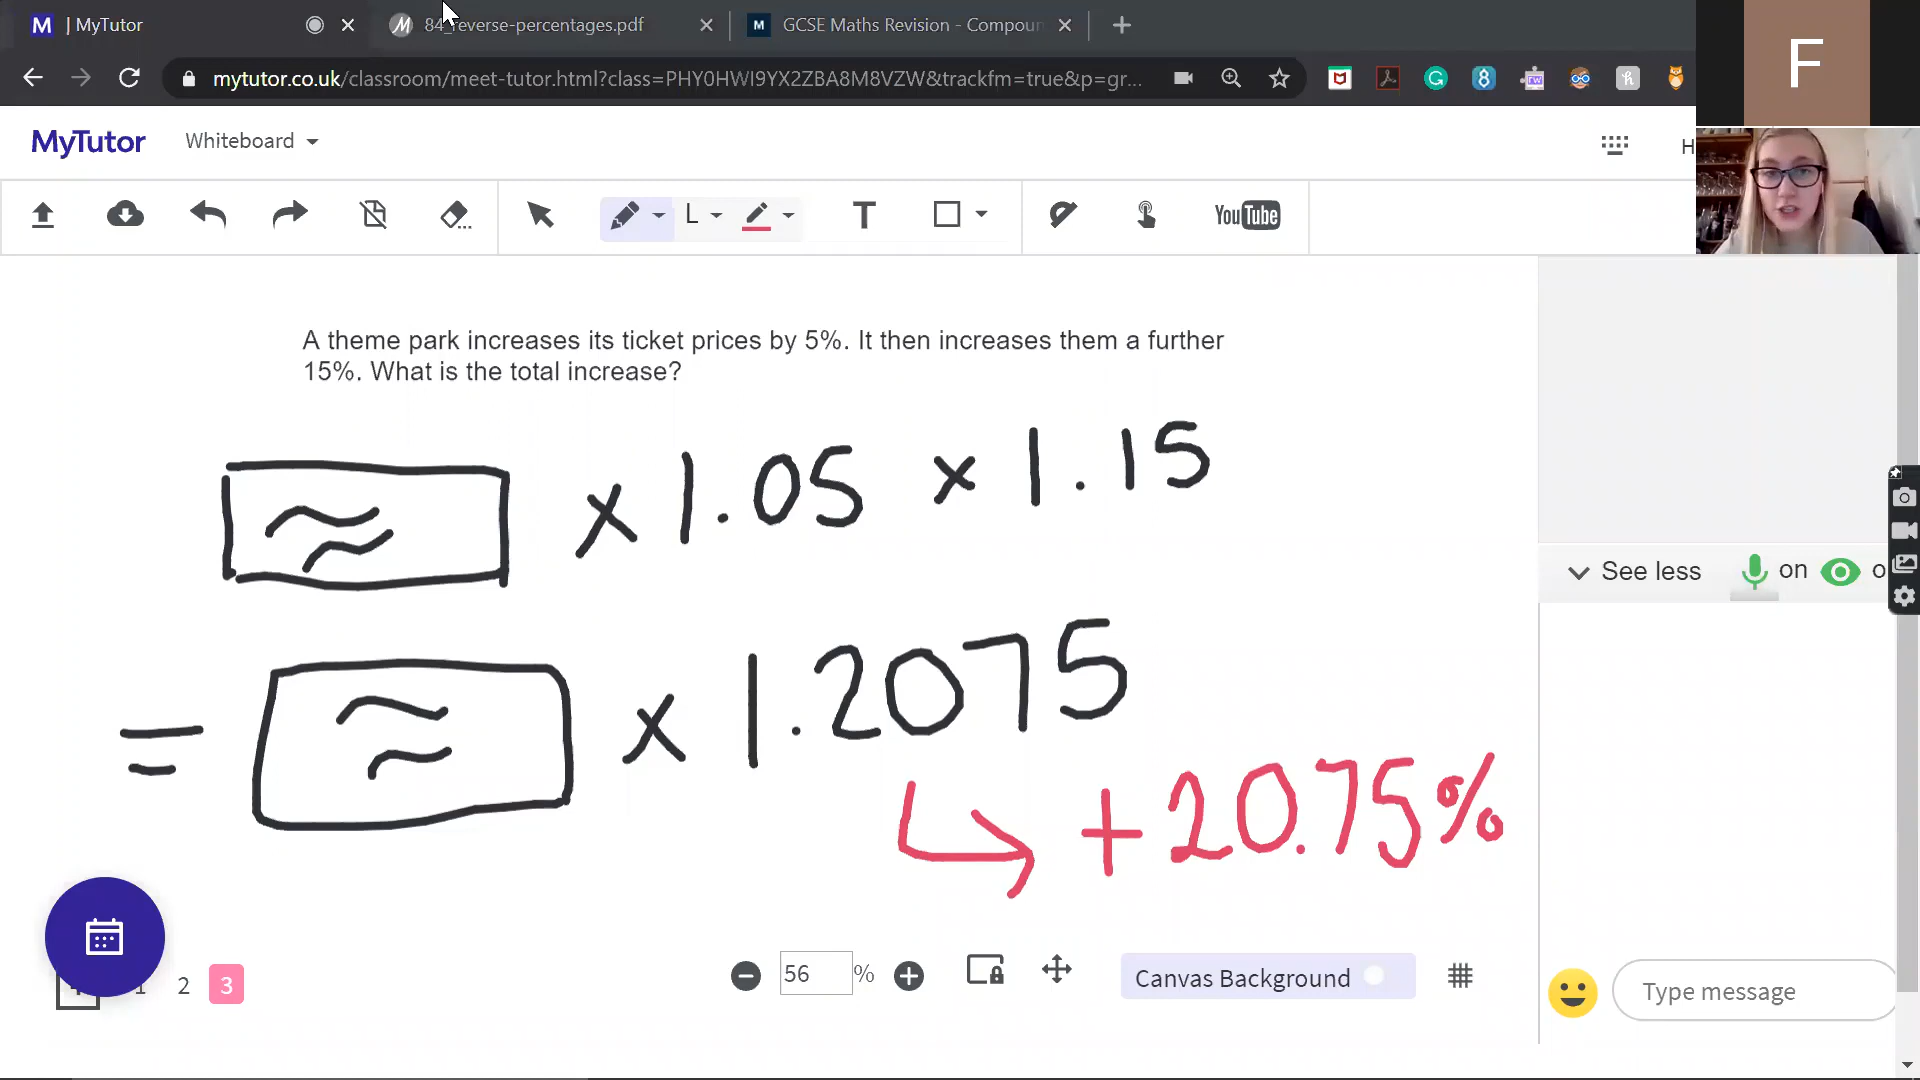 M | MyTutor
84_reverse-percentages.pdf
M GCSE Maths Revision - Compoun
mytutor.co.uk/classroom/meet-tutor.html?class=PHY0HWI9YX2ZBA8M8VZW&trackfm=true&p=gr...
F
MyTutor
Whiteboard
H
L
T
YouTube
A theme park increases its ticket prices by 5%. It then increases them a further
15%. What is the total increase?
x 1.05 x 1.15
= x 1.2075
+ 20.75%
See less
on
o
1 2 3
56 %
Canvas Background
Type message